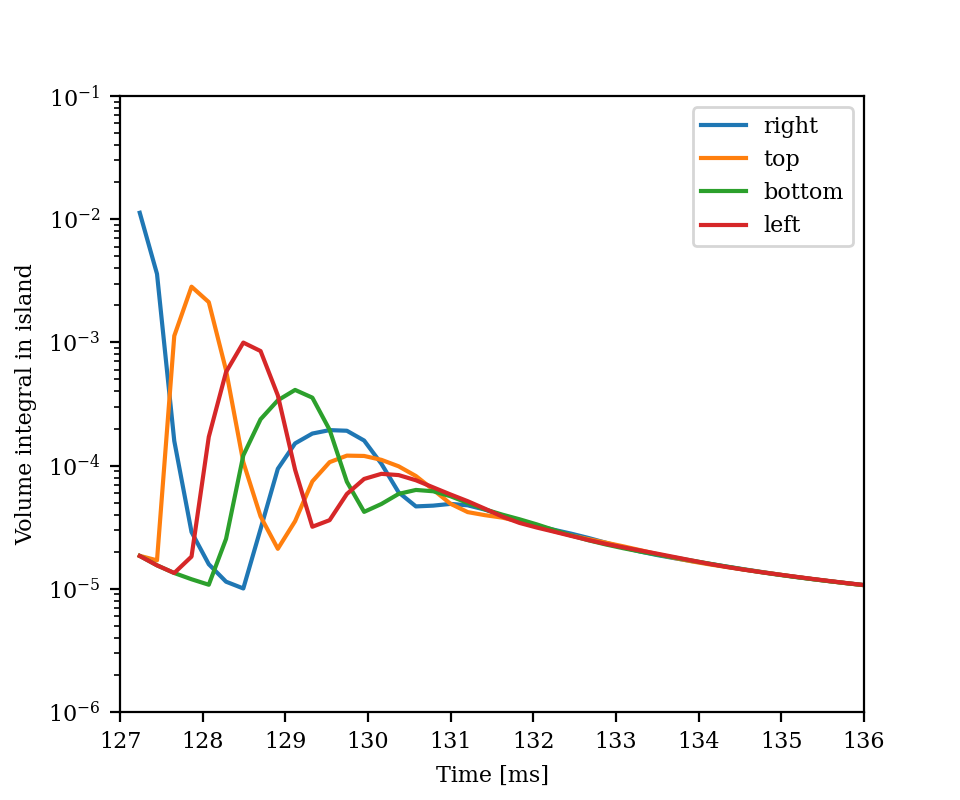 right
top
bottom
left
10⁻¹
10⁻²
10⁻³
10⁻⁴
10⁻⁵
10⁻⁶
Volume integral in island
127 128 129 130 131 132 133 134 135 136
Time [ms]